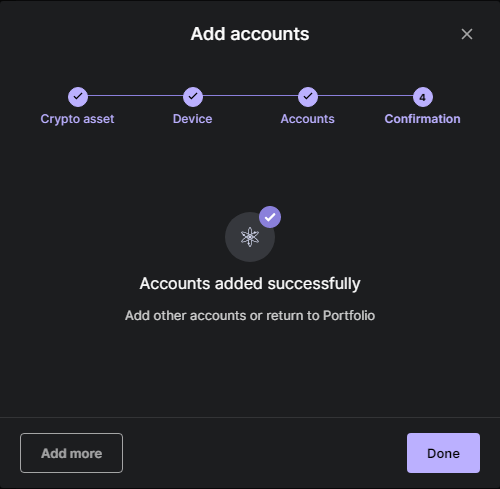 Add accounts
4
Crypto asset Device Accounts Confirmation
Accounts added successfully
Add other accounts or return to Portfolio
Add more Done